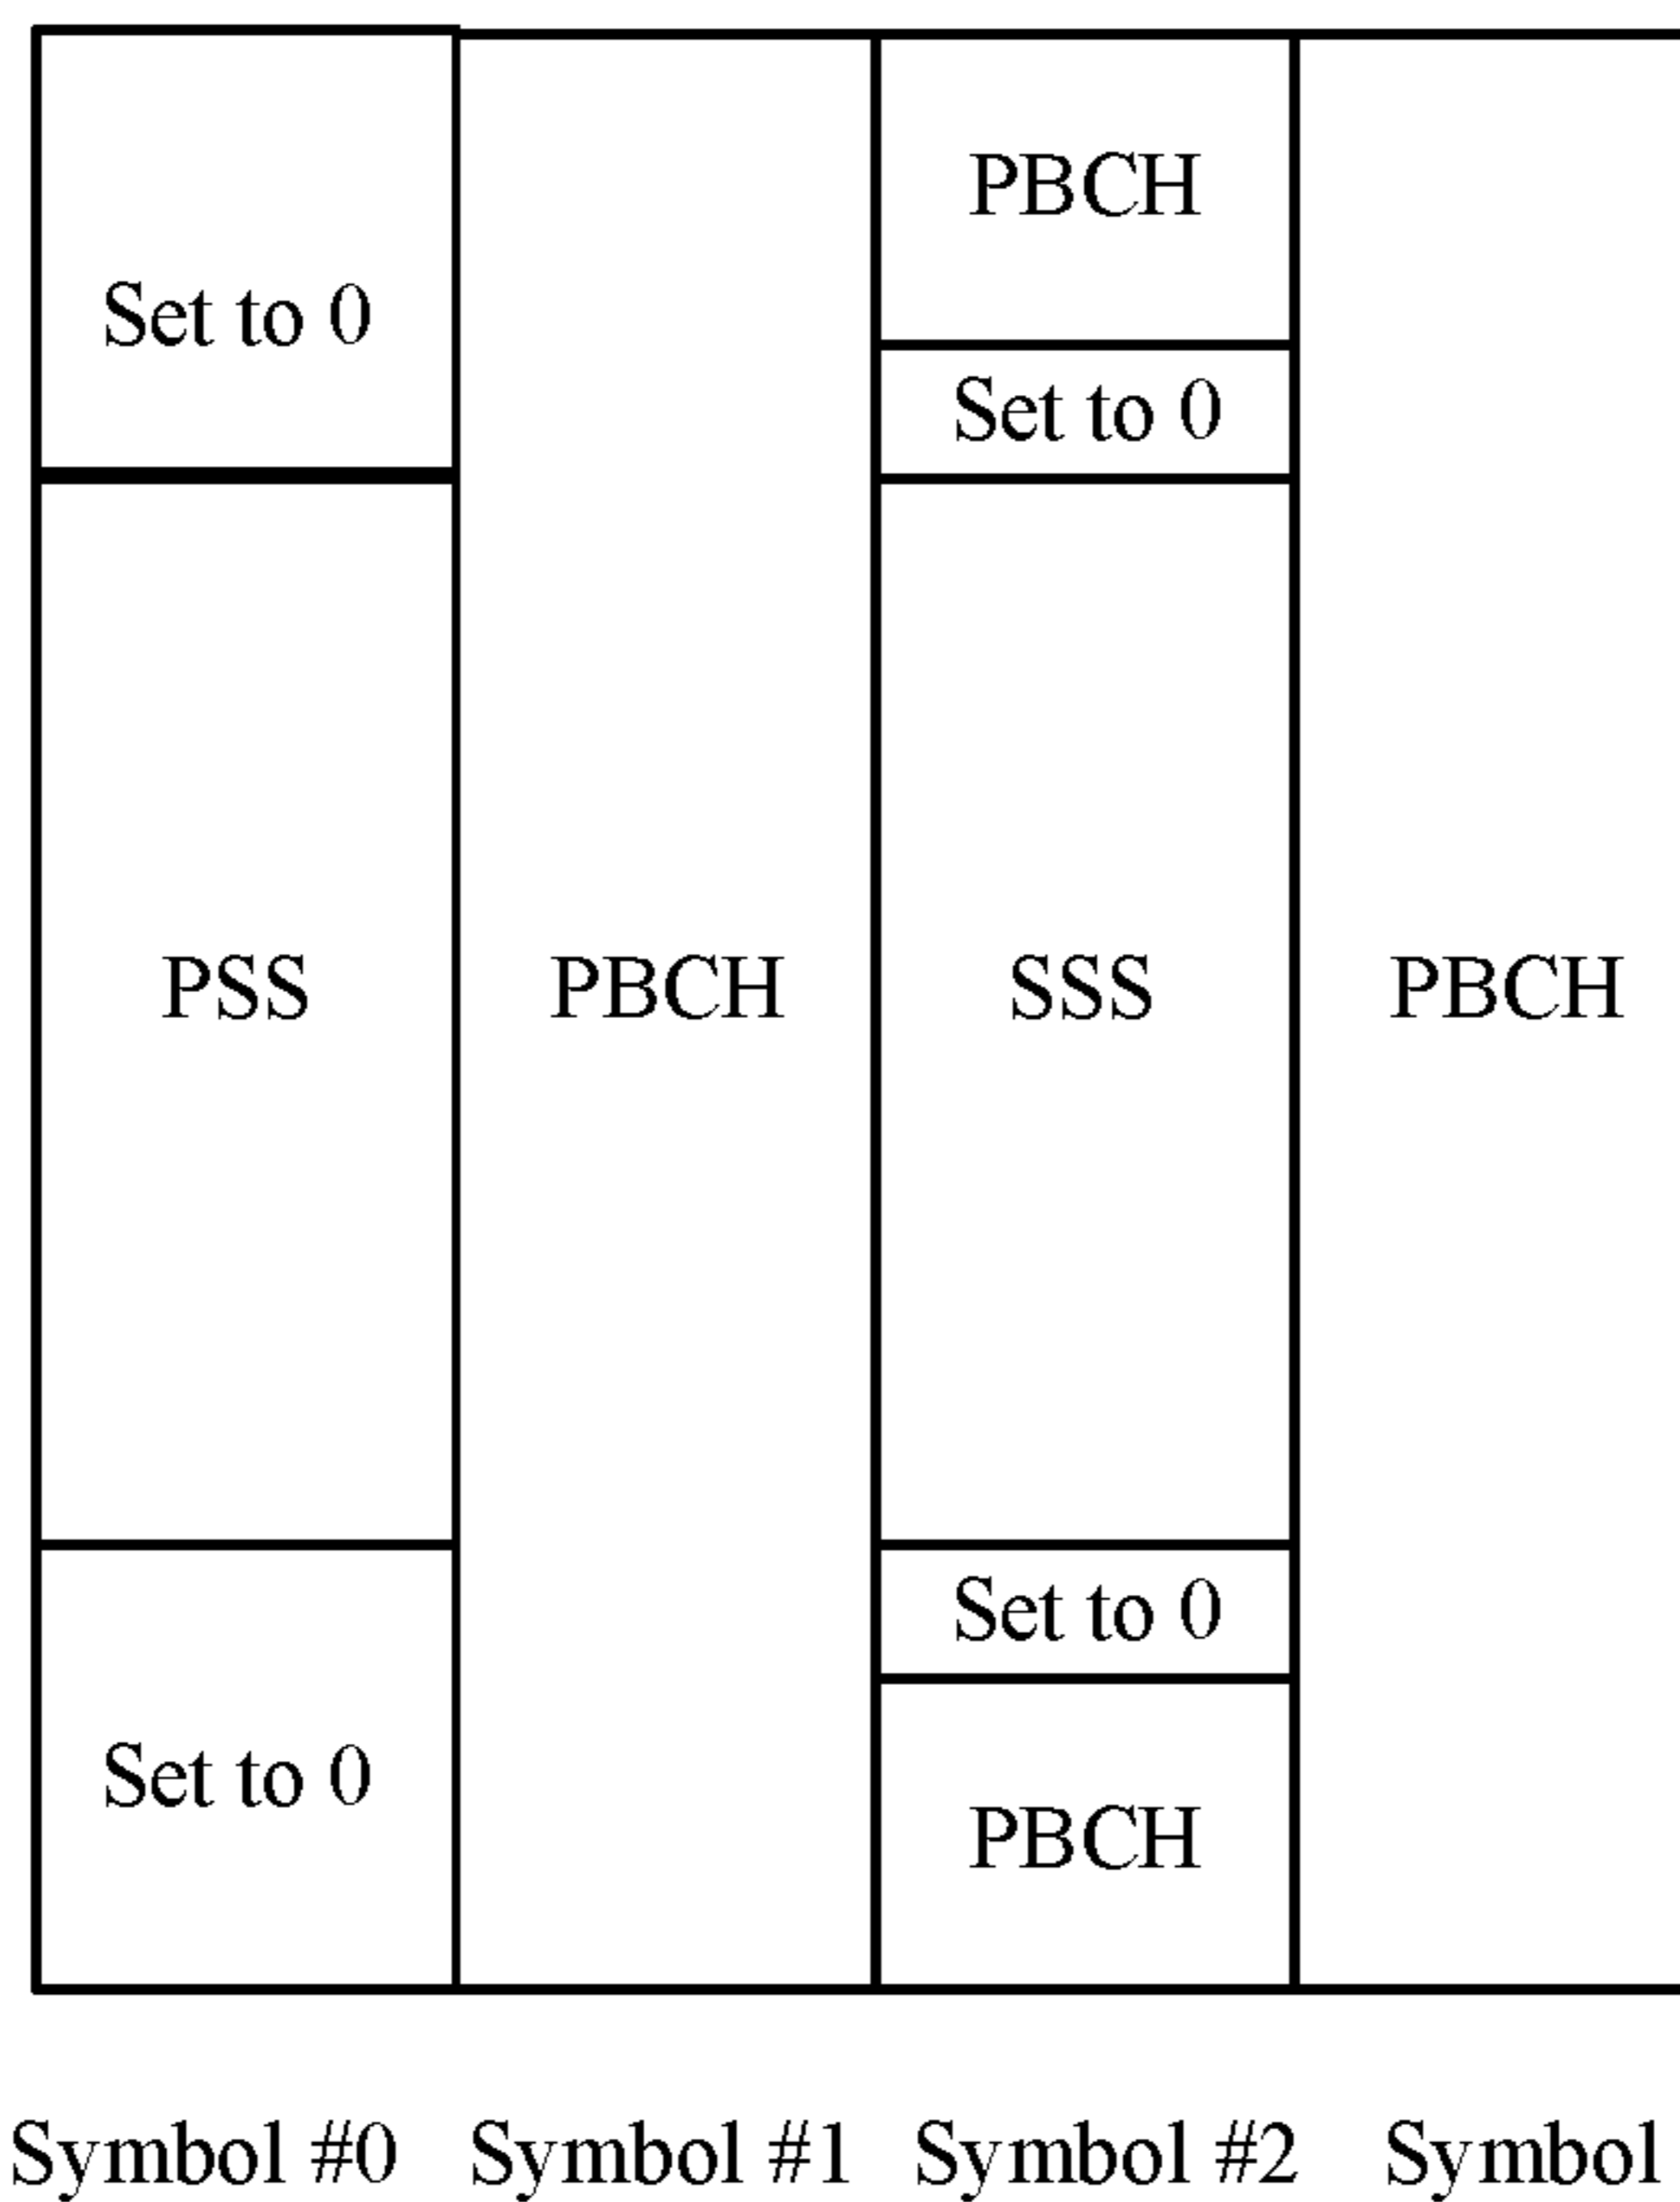 PBCH
Set to 0
Set to 0
PSS PBCH SSS PBCH
Set to 0
Set to 0
PBCH
Symbol #0 Symbol #1 Symbol #2 Symbol